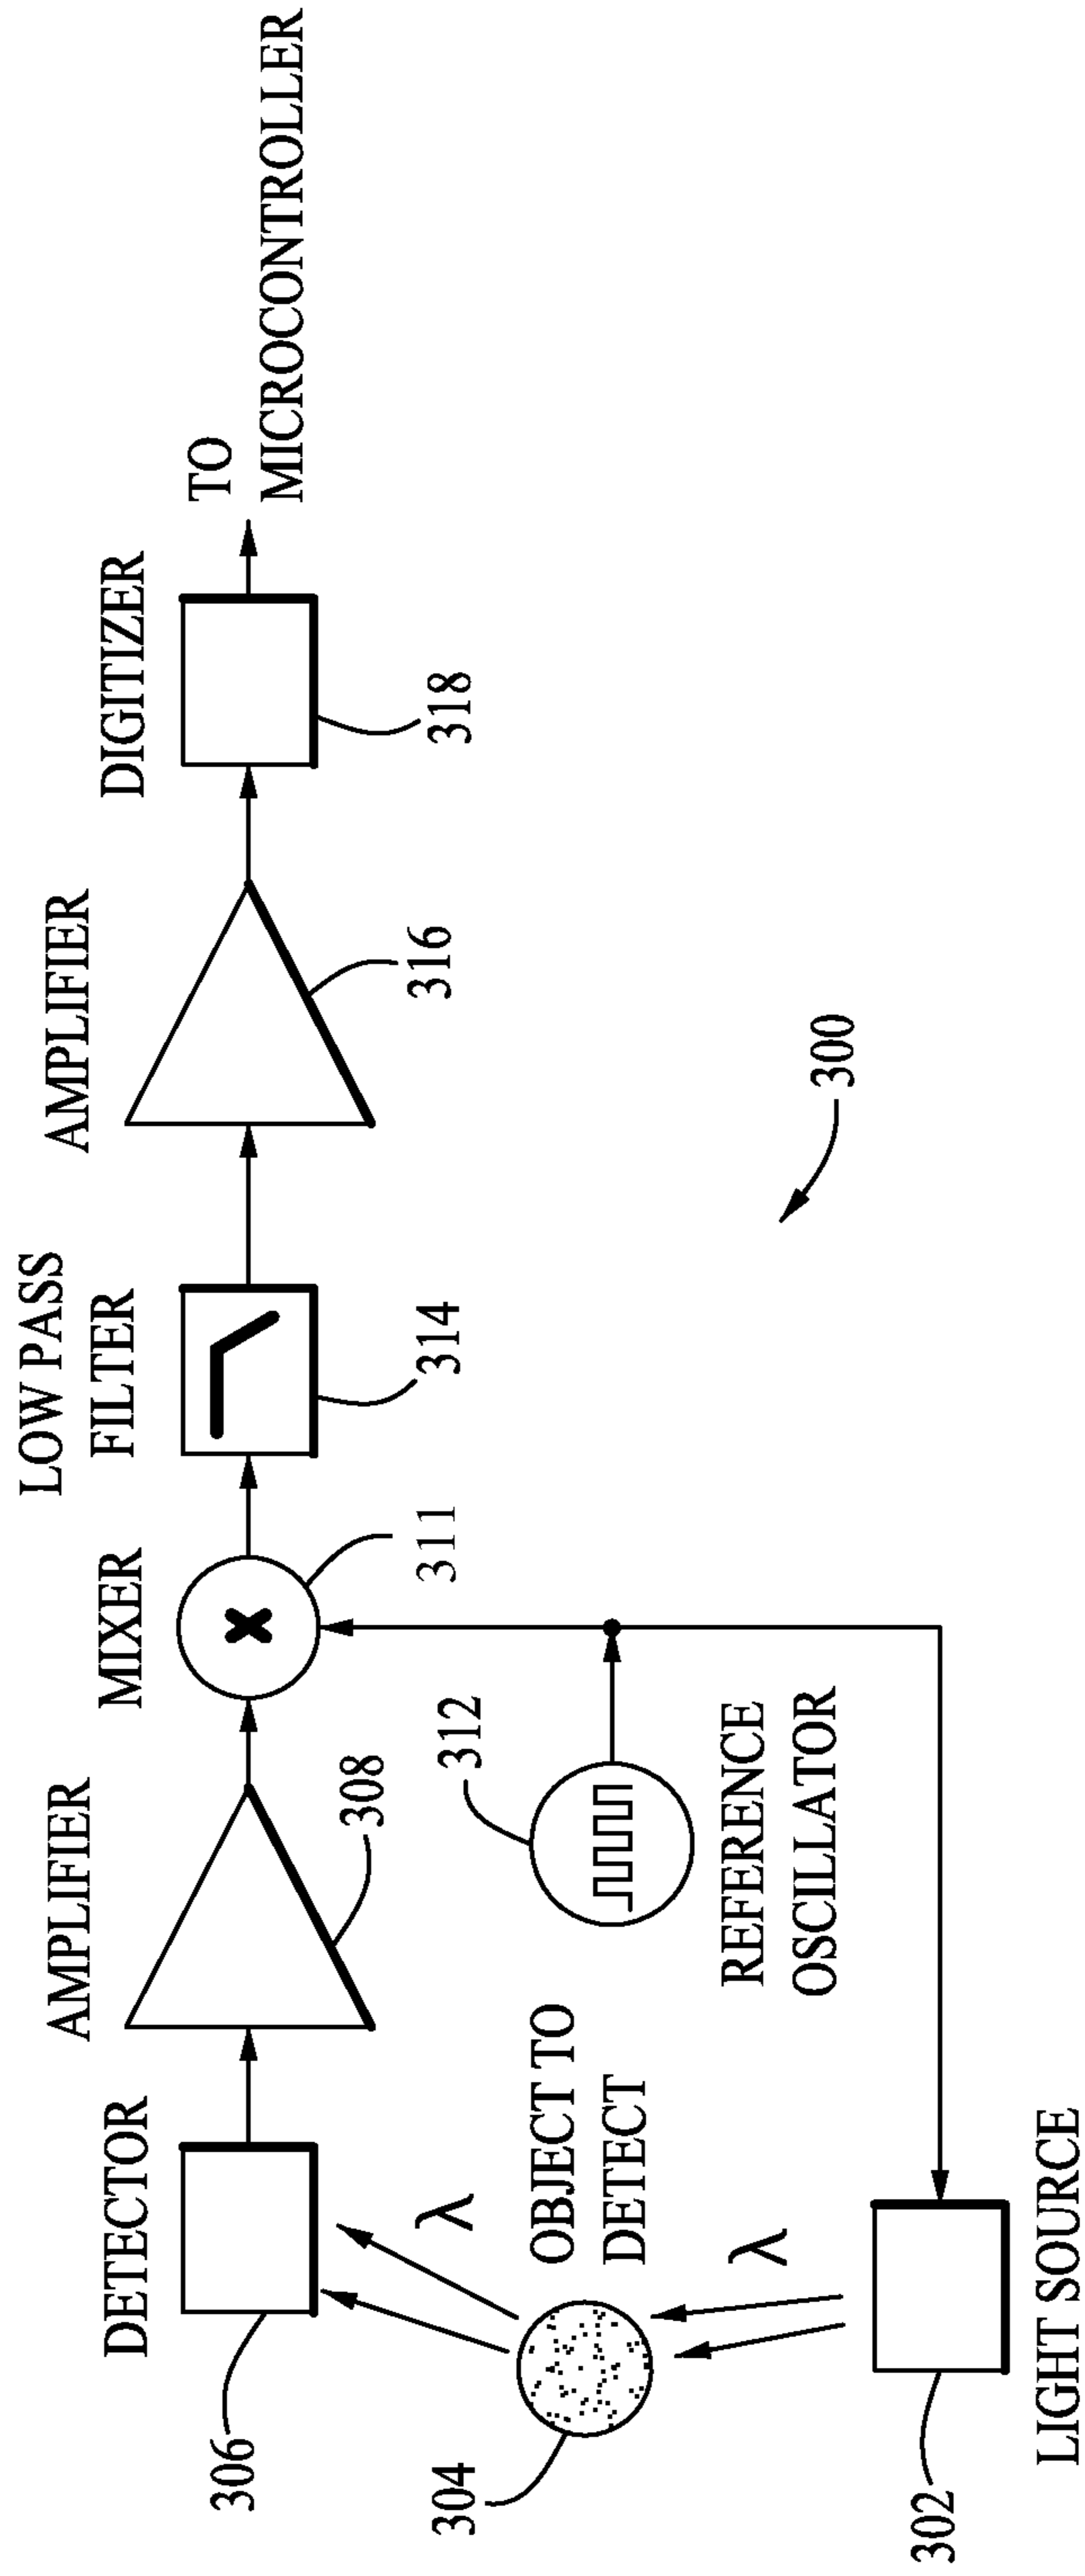 LOW PASS
FILTER
DETECTOR
AMPLIFIER
MIXER
AMPLIFIER
DIGITIZER
TO
MICROCONTROLLER
306
308
311
314
316
318
λ
304
OBJECT TO
DETECT
312
REFERENCE
OSCILLATOR
λ
300
302
LIGHT SOURCE